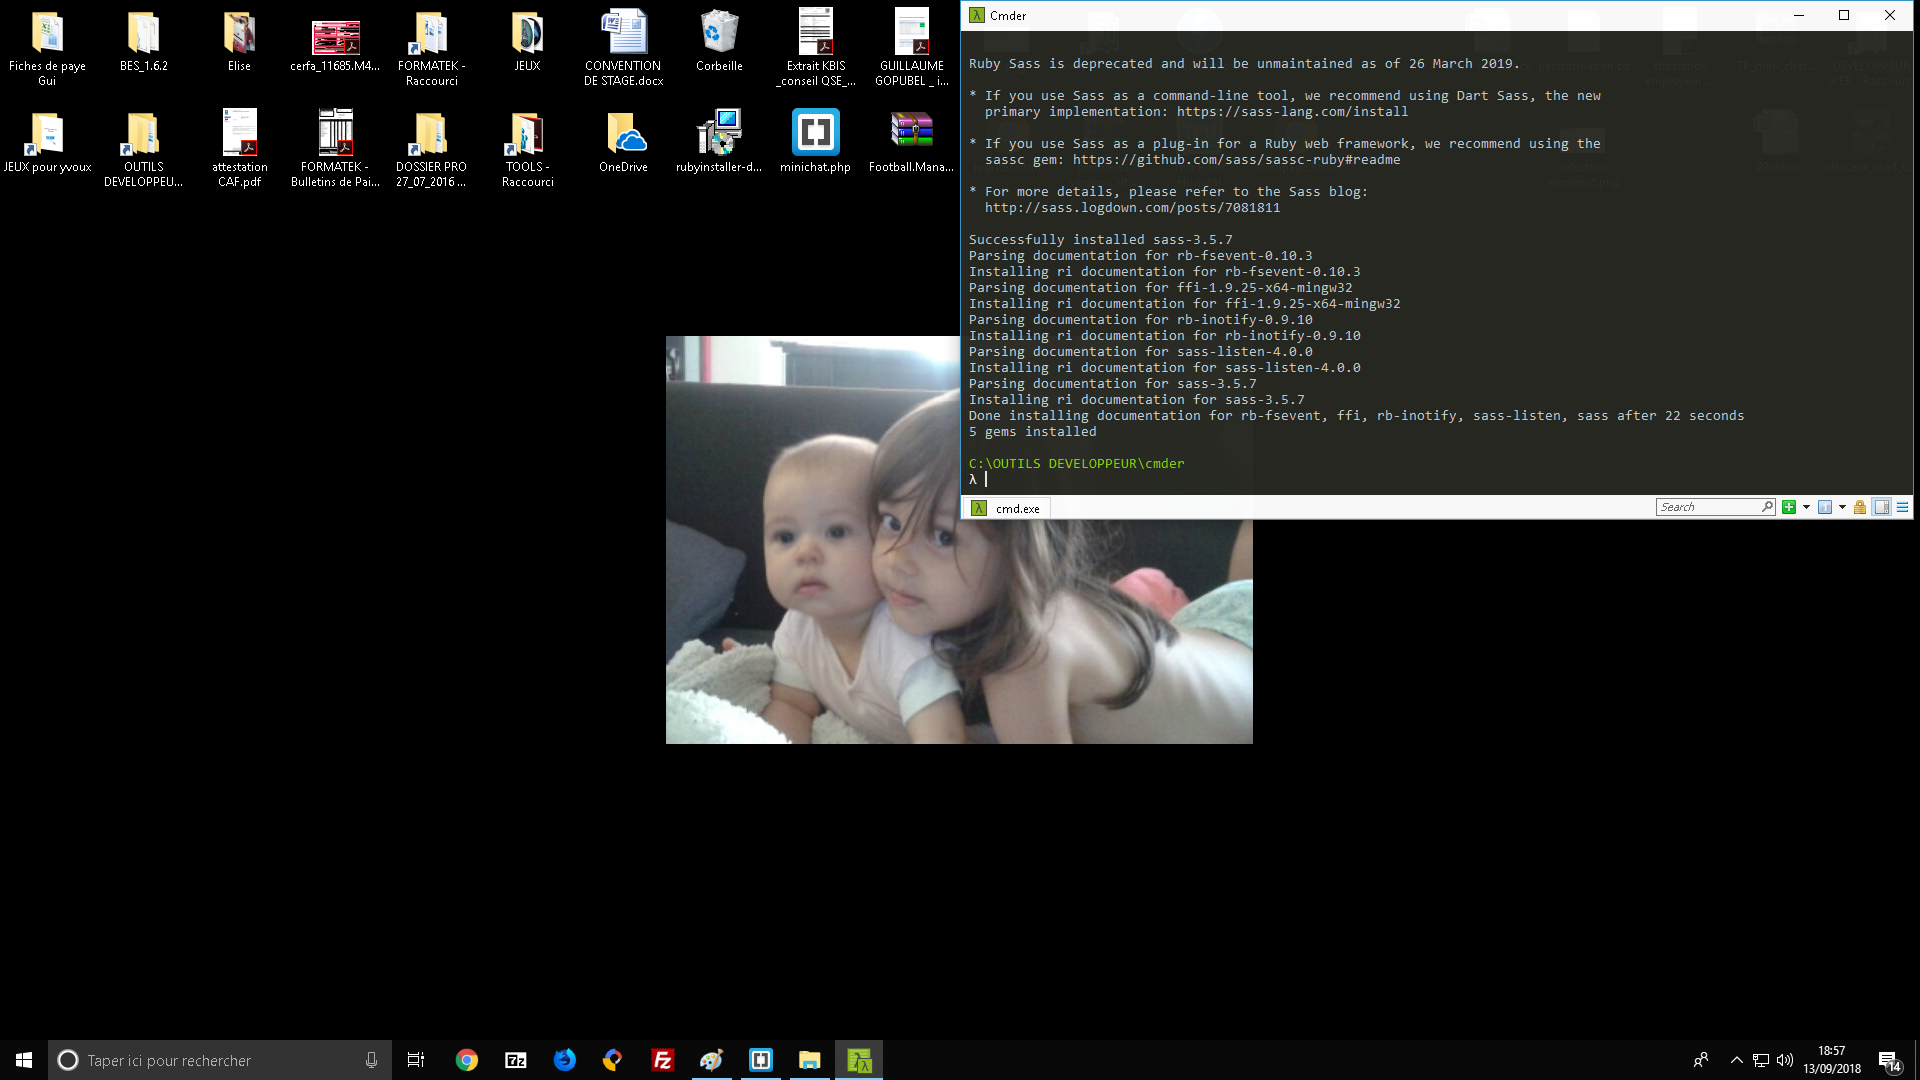 Fiches de paye
Gui
BES_1.6.2
Elise
cerfa_11685.M4...
FORMATEK -
Raccourci
JEUX
CONVENTION
DE STAGE.docx
Corbeille
Extrait KBIS
_conseil QSE_...
GUILLAUME
GOPUBEL _ i...
JEUX pour yvoux
OUTILS
DEVELOPPEU...
attestation
CAF.pdf
FORMATEK -
Bulletins de Pai...
DOSSIER PRO
27_07_2016 ...
TOOLS -
Raccourci
OneDrive
rubyinstaller-d...
minichat.php
Football.Mana...
Cmder
Ruby Sass is deprecated and will be unmaintained as of 26 March 2019.
* If you use Sass as a command-line tool, we recommend using Dart Sass, the new
primary implementation: https://sass-lang.com/install
* If you use Sass as a plug-in for a Ruby web framework, we recommend using the
sassc gem: https://github.com/sass/sassc-ruby#readme
* For more details, please refer to the Sass blog:
http://sass.logdown.com/posts/7081811
Successfully installed sass-3.5.7
Parsing documentation for rb-fsevent-0.10.3
Installing ri documentation for rb-fsevent-0.10.3
Parsing documentation for ffi-1.9.25-x64-mingw32
Installing ri documentation for ffi-1.9.25-x64-mingw32
Parsing documentation for rb-inotify-0.9.10
Installing ri documentation for rb-inotify-0.9.10
Parsing documentation for sass-listen-4.0.0
Installing ri documentation for sass-listen-4.0.0
Parsing documentation for sass-3.5.7
Installing ri documentation for sass-3.5.7
Done installing documentation for rb-fsevent, ffi, rb-inotify, sass-listen, sass after 22 seconds
5 gems installed
C:\OUTILS DEVELOPPEUR\cmder
λ
cmd.exe
Search
Taper ici pour rechercher
18:57
13/09/2018
14